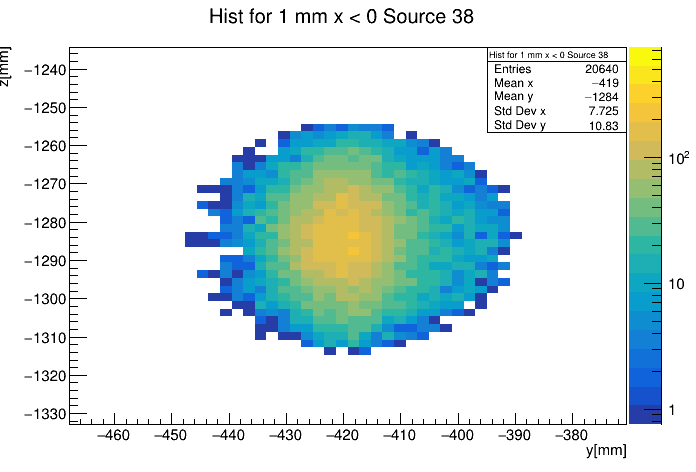 Hist for 1 mm x < 0 Source 38
z[mm]
Hist for 1 mm x < 0 Source 38
Entries 20640
Mean x −419
Mean y −1284
Std Dev x 7.725
Std Dev y 10.83
−1240
−1250
−1260
−1270
−1280
−1290
−1300
−1310
−1320
−1330
10²
10
1
−460 −450 −440 −430 −420 −410 −400 −390 −380
y[mm]